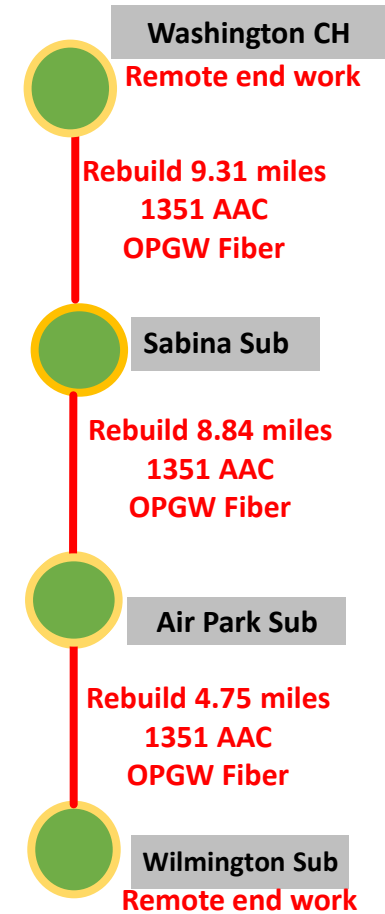 Washington CH
Remote end work
Rebuild 9.31 miles
1351 AAC
OPGW Fiber
Sabina Sub
Rebuild 8.84 miles
1351 AAC
OPGW Fiber
Air Park Sub
Rebuild 4.75 miles
1351 AAC
OPGW Fiber
Wilmington Sub
Remote end work